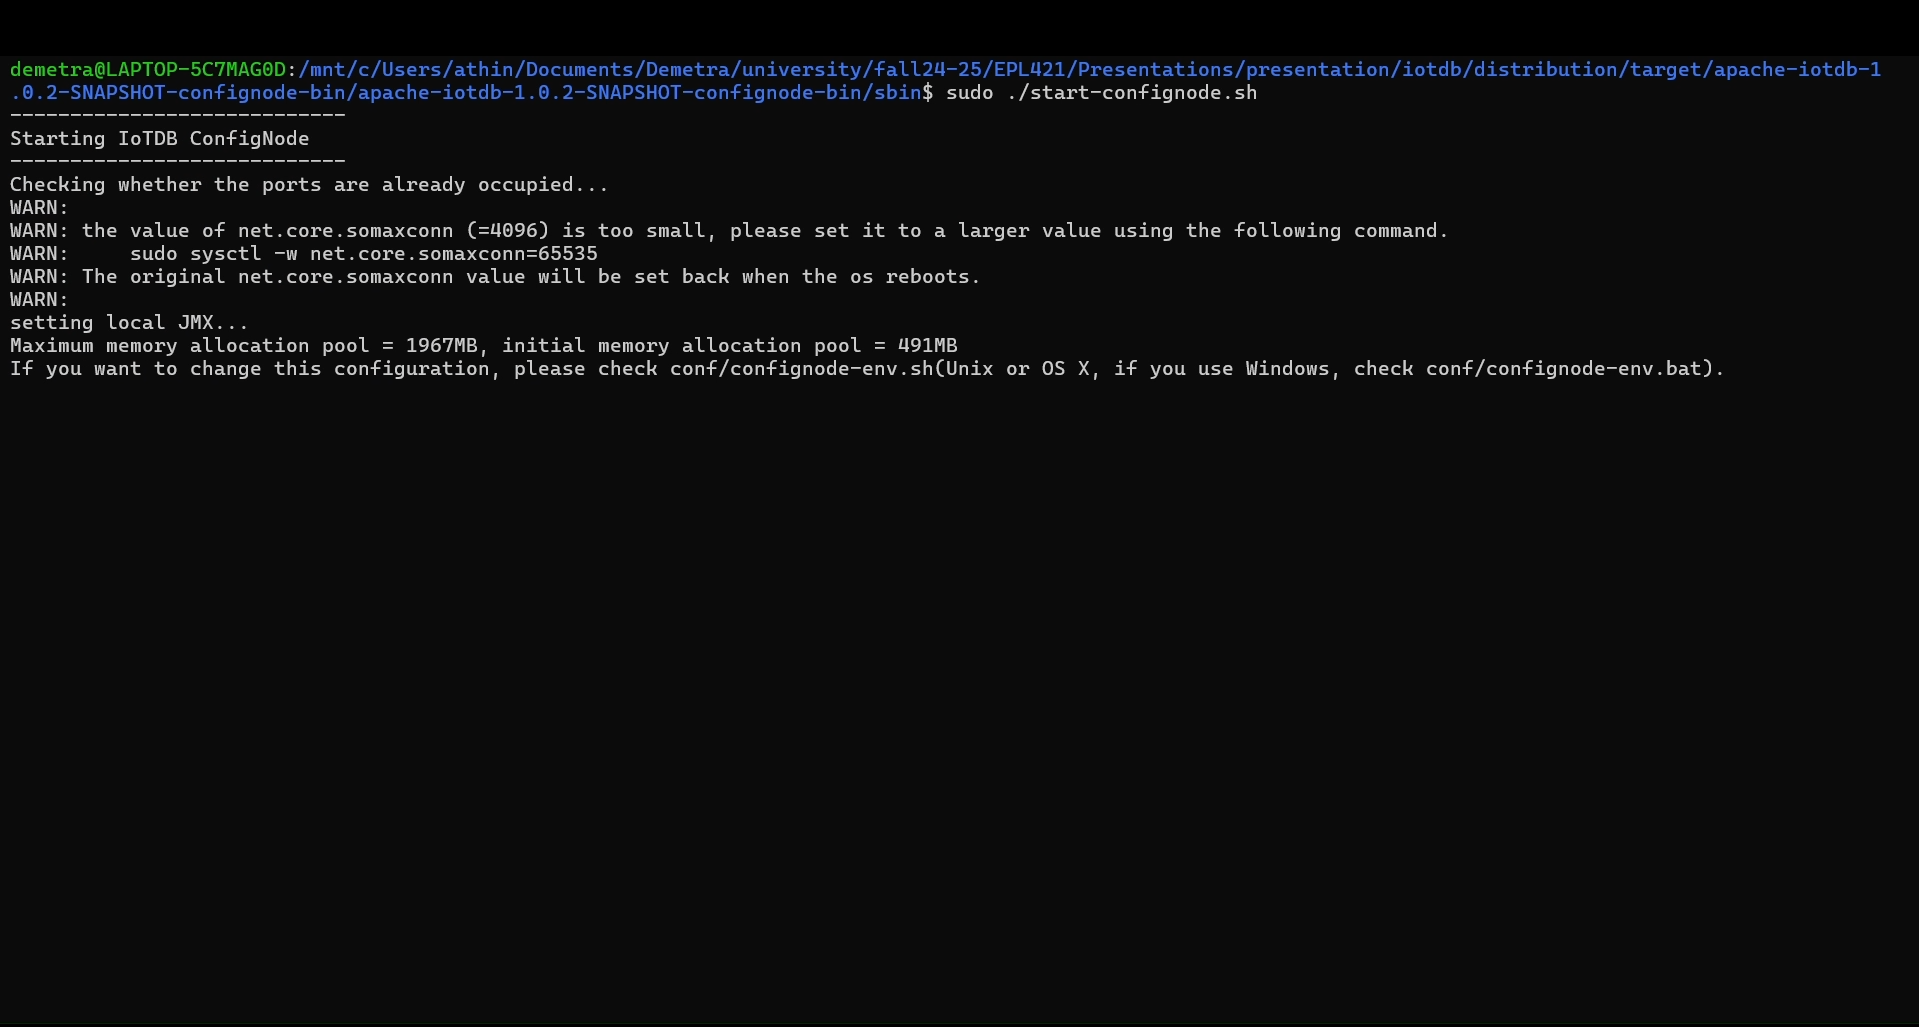 demetra@LAPTOP-5C7MAG0D:/mnt/c/Users/athin/Documents/Demetra/university/fall24-25/EPL421/Presentations/presentation/iotdb/distribution/target/apache-iotdb-1
.0.2-SNAPSHOT-confignode-bin/apache-iotdb-1.0.2-SNAPSHOT-confignode-bin/sbin$ sudo ./start-confignode.sh
----------------------------
Starting IoTDB ConfigNode
----------------------------
Checking whether the ports are already occupied...
WARN:
WARN: the value of net.core.somaxconn (=4096) is too small, please set it to a larger value using the following command.
WARN:     sudo sysctl -w net.core.somaxconn=65535
WARN: The original net.core.somaxconn value will be set back when the os reboots.
WARN:
setting local JMX...
Maximum memory allocation pool = 1967MB, initial memory allocation pool = 491MB
If you want to change this configuration, please check conf/confignode-env.sh(Unix or OS X, if you use Windows, check conf/confignode-env.bat).